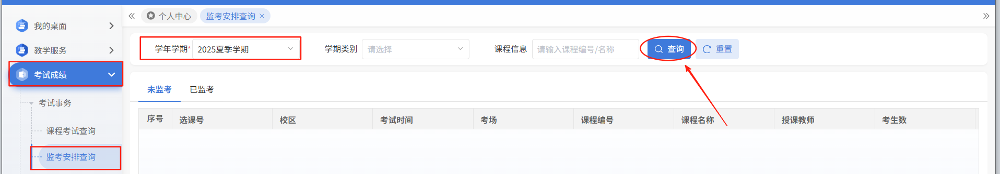 个人中心 监考安排查询
我的桌面
教学服务
考试成绩
考试事务
课程考试查询
监考安排查询
学年学期* 2025夏季学期 学期类别 请选择 课程信息 请输入课程编号/名称 查询 重置
未监考 已监考
序号 选课号 校区 考试时间 考场 课程编号 课程名称 授课教师 考生数